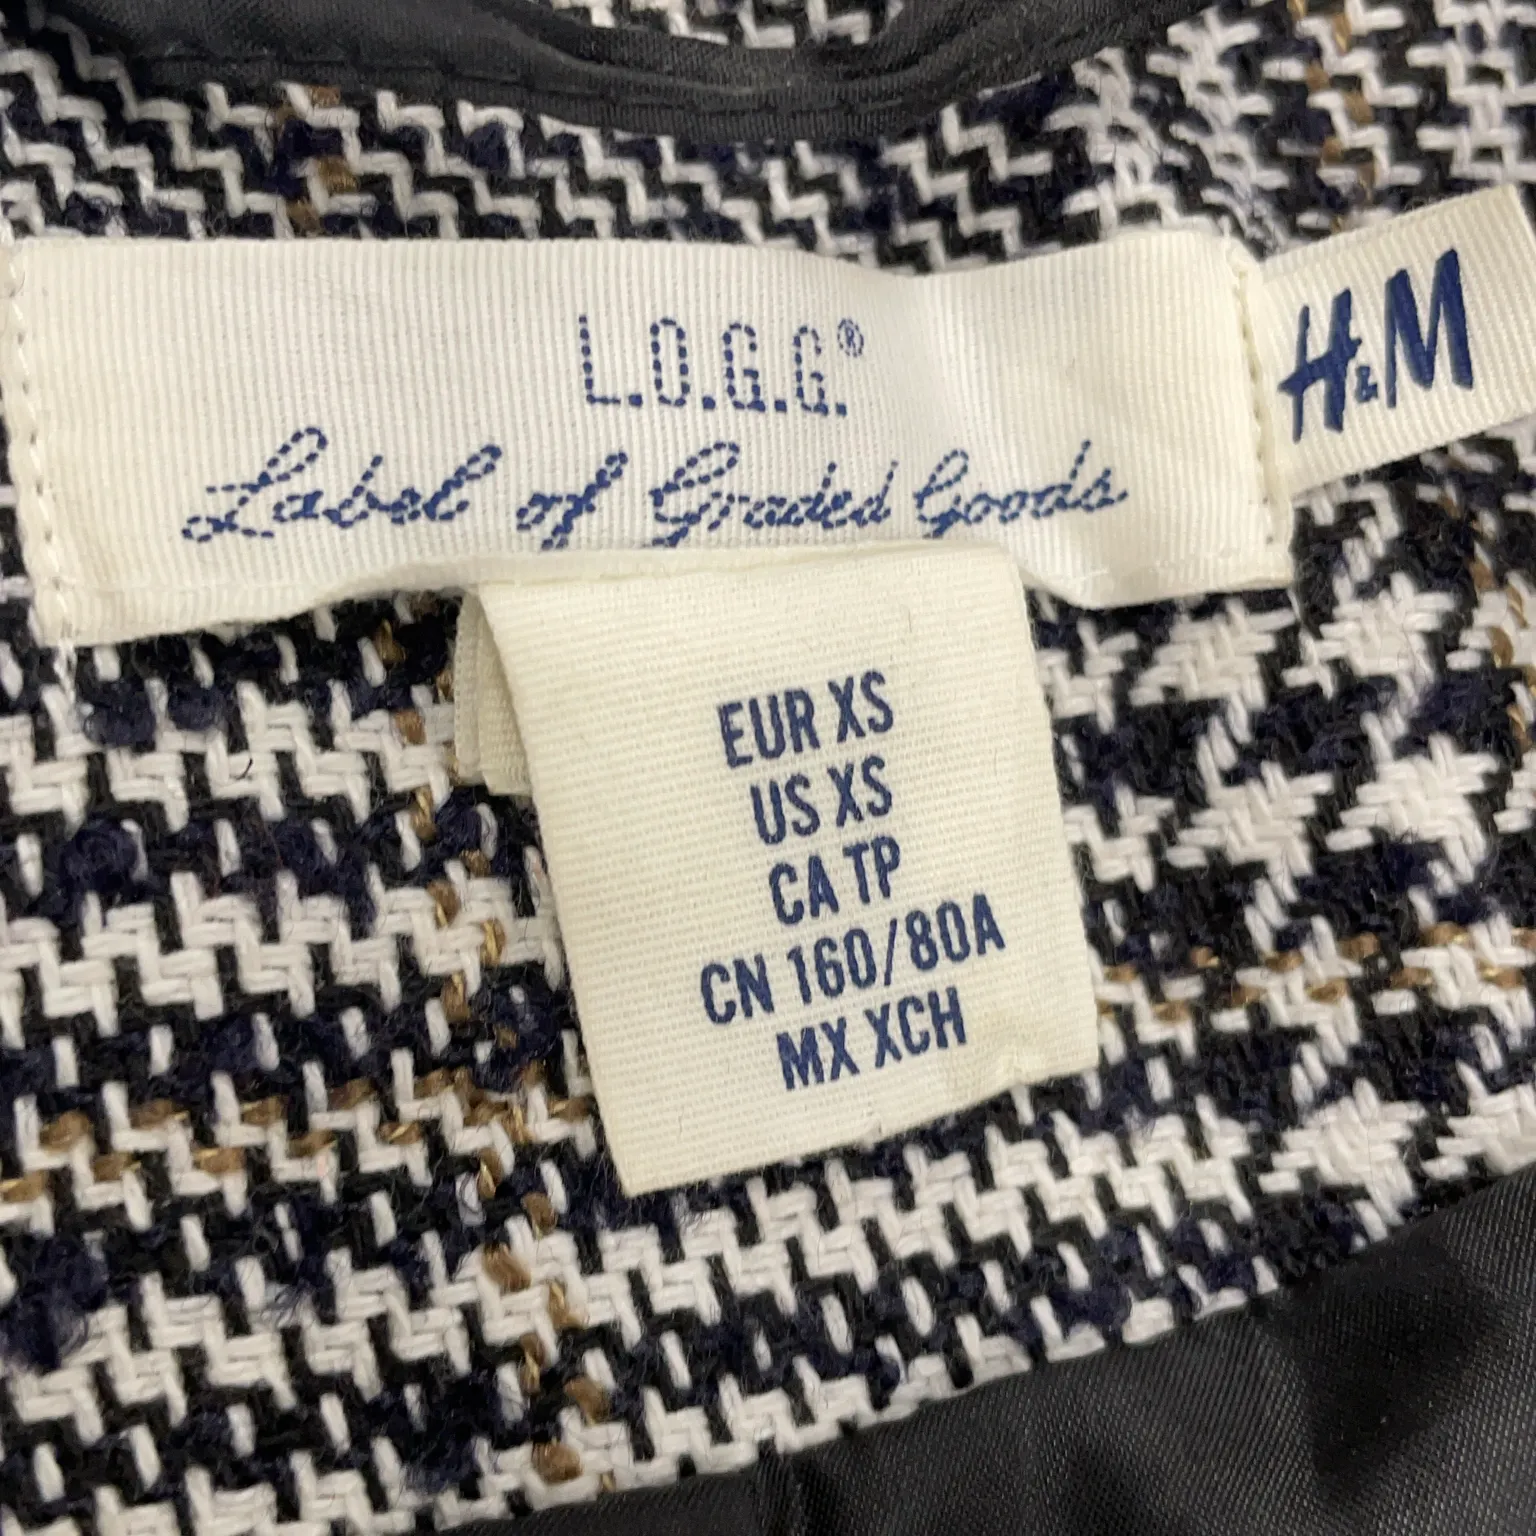 L.O.G.G.®
Label of Graded Goods
H&M
EUR XS
US XS
CA TP
CN 160/80A
MX XCH